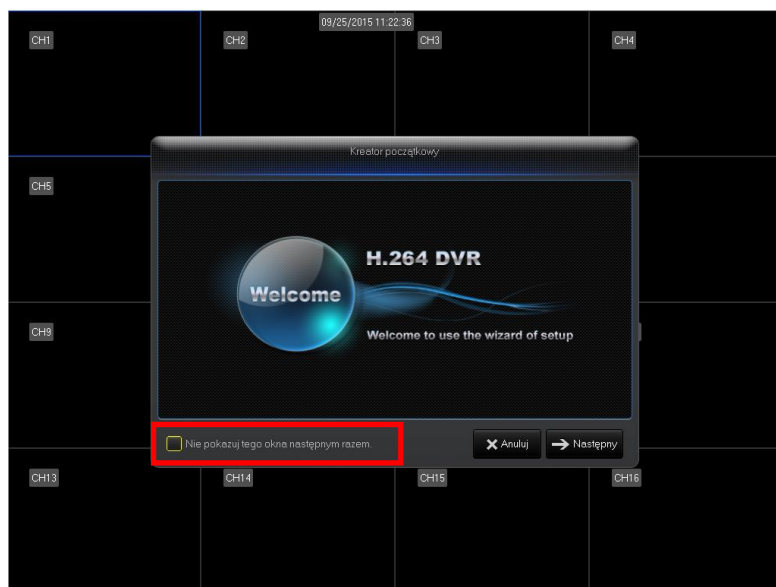 09/25/2015 11:22:36
CH1
CH2
CH3
CH4
Kreator początkowy
CH5
H.264 DVR
Welcome
Welcome to use the wizard of setup
CH9
Nie pokazuj tego okna następnym razem.
Anuluj
Następny
CH13
CH14
CH15
CH16